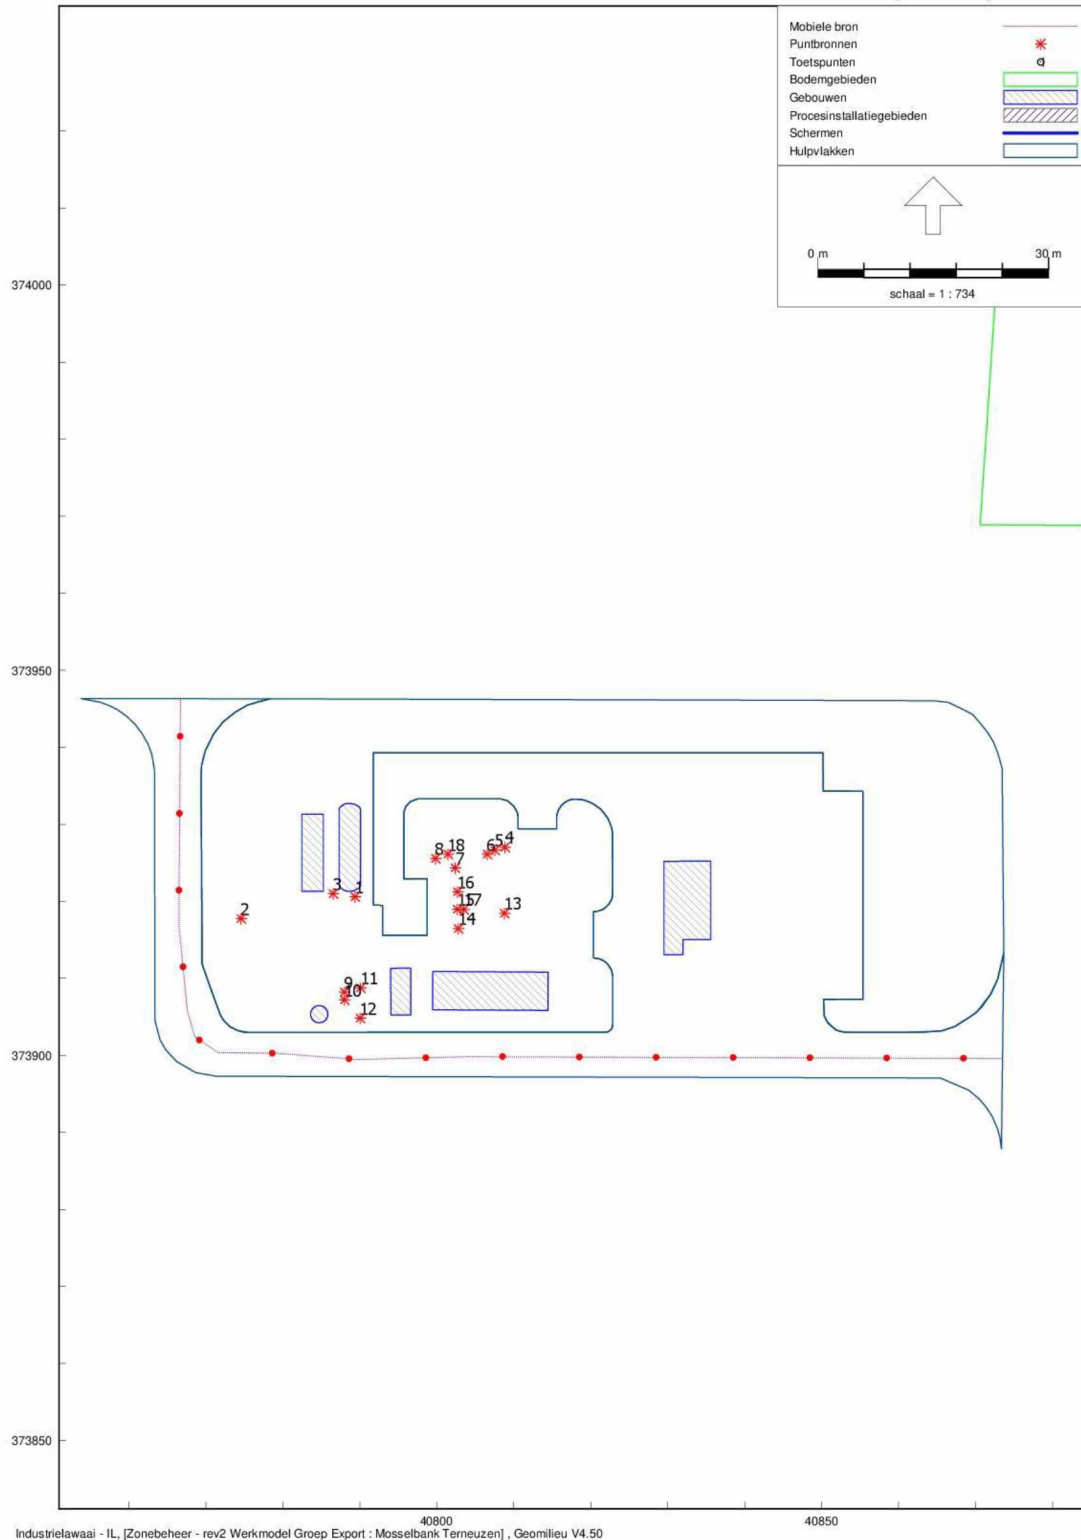 Mobiele bron
Puntbronnen
Toetspunten
Bodemgebieden
Gebouwen
Procesinstallatiegebieden
Schermen
Hulpvlakken
0 m 30 m
schaal = 1 : 734
374000
373950
8 18 6 5 4
7
3 1 16
2 15 17 13
14
9 11
10
12
373900
373850
40800 40850
Industrielawaai - IL, [Zonebeheer - rev2 Werkmodel Groep Export : Mosselbank Terneuzen] , Geomilieu V4.50